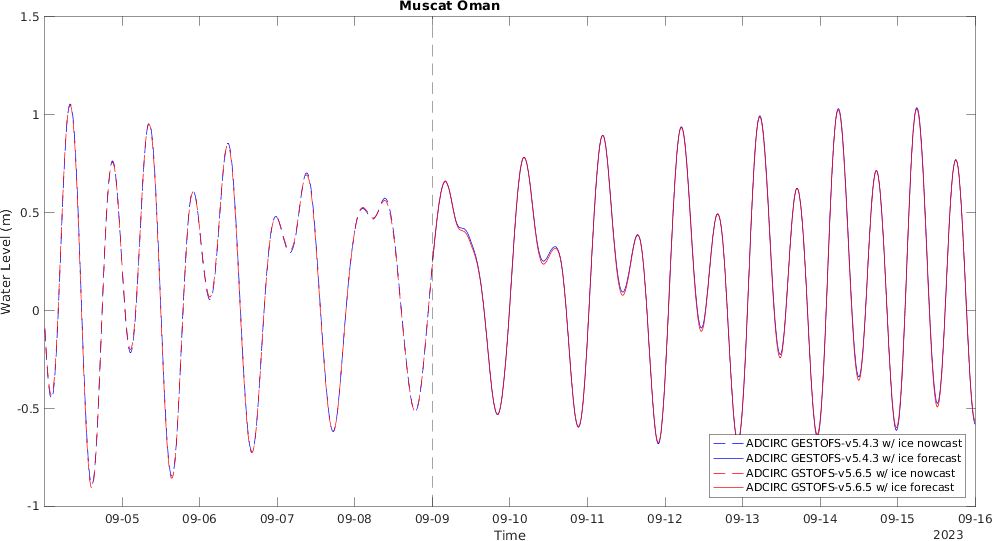 Muscat Oman
1.5
1
0.5
0
-0.5
-1
Water Level (m)
09-05 09-06 09-07 09-08 09-09 09-10 09-11 09-12 09-13 09-14 09-15 09-16
Time
2023
ADCIRC GESTOFS-v5.4.3 w/ ice nowcast
ADCIRC GESTOFS-v5.4.3 w/ ice forecast
ADCIRC GSTOFS-v5.6.5 w/ ice nowcast
ADCIRC GSTOFS-v5.6.5 w/ ice forecast